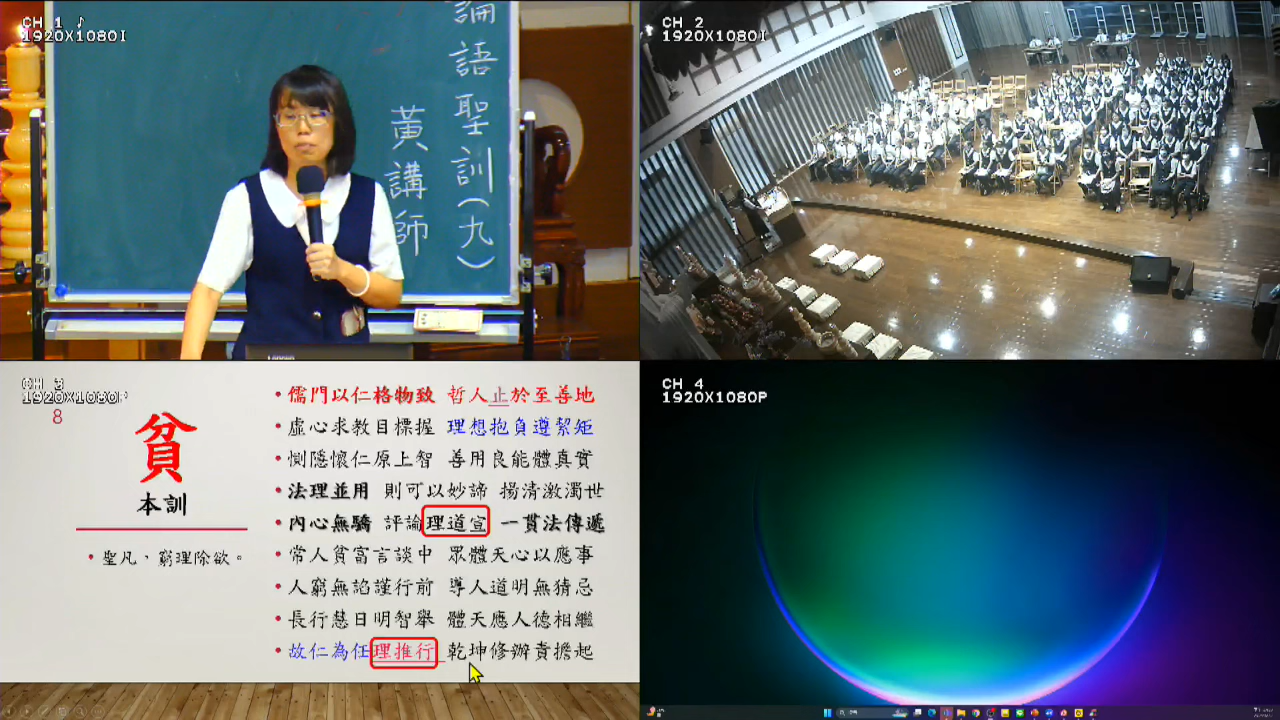 CH 1 ♪
1920X1080I
論語聖訓(九)
黃講師
CH 2
1920X1080I
CH 3
1920X1080P
8
貧
本訓
• 聖凡、窮理除欲。
• 儒門以仁格物致 哲人止於至善地
• 虛心求教目標握 理想抱負遵絜矩
• 惻隱懷仁原上智 善用良能體真實
• 法理並用 則可以妙諦 揚清激濁世
• 內心無驕 評論理道宣 一貫法傳遞
• 常人貧富言談中 眾體天心以應事
• 人窮無諂謹行前 導人道明無猜忌
• 長行慧日明智舉 體天應人德相繼
• 故仁為任理推行 乾坤修辦責擔起
CH 4
1920X1080P